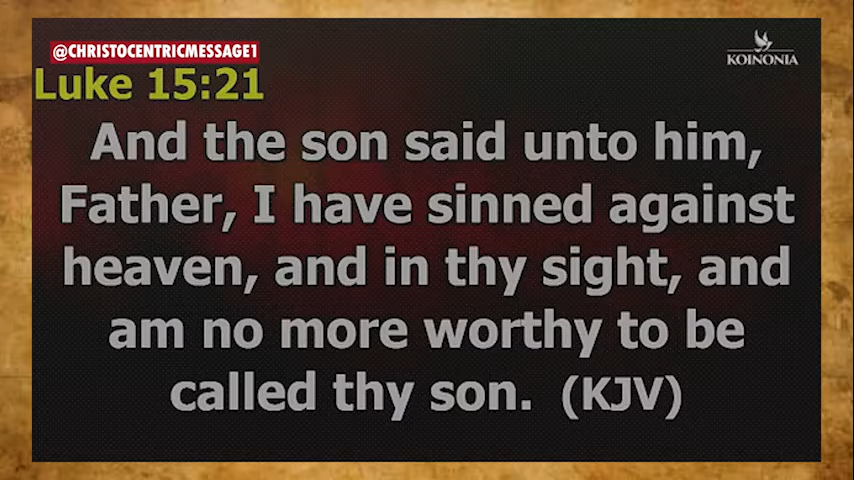 @CHRISTOCENTRICMESSAGE1
KOINONIA
Luke 15:21
And the son said unto him,
Father, I have sinned against
heaven, and in thy sight, and
am no more worthy to be
called thy son. (KJV)